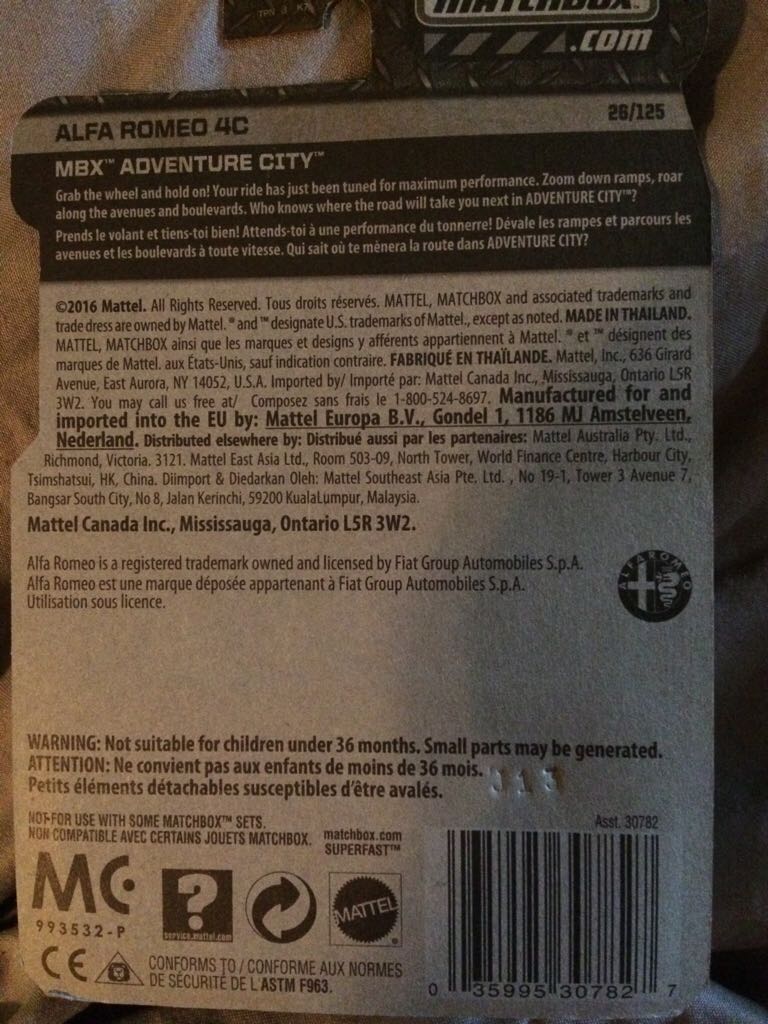 MATCHBOX
.com
ALFA ROMEO 4C
26/125
MBX™ ADVENTURE CITY™
Grab the wheel and hold on! Your ride has just been tuned for maximum performance. Zoom down ramps, roar
along the avenues and boulevards. Who knows where the road will take you next in ADVENTURE CITY™?
Prends le volant et tiens-toi bien! Attends-toi à une performance du tonnerre! Dévale les rampes et parcours les
avenues et les boulevards à toute vitesse. Qui sait où te mènera la route dans ADVENTURE CITY?
©2016 Mattel. All Rights Reserved. Tous droits réservés. MATTEL, MATCHBOX and associated trademarks and
trade dress are owned by Mattel. ® and ™ designate U.S. trademarks of Mattel., except as noted. MADE IN THAILAND.
MATTEL, MATCHBOX ainsi que les marques et designs y afférents appartiennent à Mattel. ® et ™ désignent des
marques de Mattel. aux États-Unis, sauf indication contraire. FABRIQUÉ EN THAÏLANDE. Mattel, Inc., 636 Girard
Avenue, East Aurora, NY 14052, U.S.A. Imported by/ Importé par: Mattel Canada Inc., Mississauga, Ontario L5R
3W2. You may call us free at/ Composez sans frais le 1-800-524-8697. Manufactured for and
imported into the EU by: Mattel Europa B.V., Gondel 1, 1186 MJ Amstelveen,
Nederland. Distributed elsewhere by: Distribué aussi par les partenaires: Mattel Australia Pty. Ltd.,
Richmond, Victoria. 3121. Mattel East Asia Ltd., Room 503-09, North Tower, World Finance Centre, Harbour City,
Tsimshatsui, HK, China. Diimport & Diedarkan Oleh: Mattel Southeast Asia Pte. Ltd. , No 19-1, Tower 3 Avenue 7,
Bangsar South City, No 8, Jalan Kerinchi, 59200 KualaLumpur, Malaysia.
Mattel Canada Inc., Mississauga, Ontario L5R 3W2.
Alfa Romeo is a registered trademark owned and licensed by Fiat Group Automobiles S.p.A.
Alfa Romeo est une marque déposée appartenant à Fiat Group Automobiles S.p.A.
Utilisation sous licence.
ALFA ROMEO
WARNING: Not suitable for children under 36 months. Small parts may be generated.
ATTENTION: Ne convient pas aux enfants de moins de 36 mois.
Petits éléments détachables susceptibles d'être avalés.
NOT FOR USE WITH SOME MATCHBOX™ SETS.
NON COMPATIBLE AVEC CERTAINS JOUETS MATCHBOX.
matchbox.com
SUPERFAST™
Asst. 30782
MC
993532-P
?
service.mattel.com
MATTEL
CE
CONFORMS TO / CONFORME AUX NORMES
DE SÉCURITÉ DE L'ASTM F963.
0 35995 30782 7